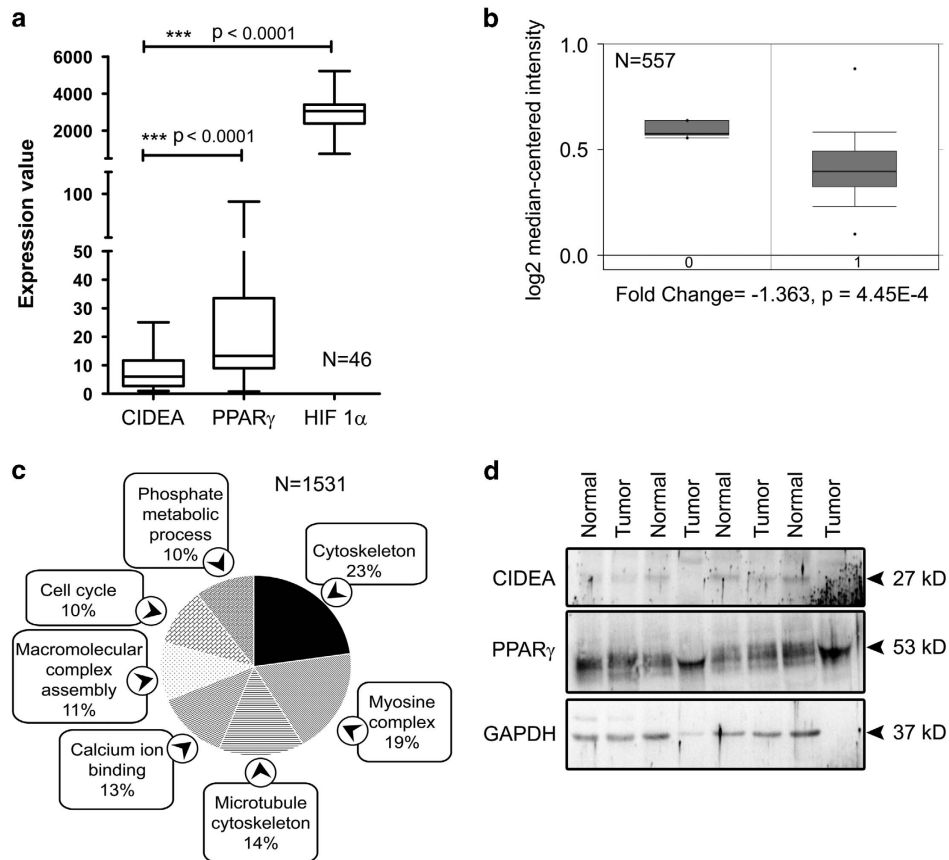 a
*** p < 0.0001
*** p < 0.0001
Expression value
6000
4000
2000
100
50
40
30
20
10
0
N=46
CIDEA PPARγ HIF 1α
b
N=557
log2 median-centered intensity
1.0
0.5
0.0
0 1
Fold Change= -1.363, p = 4.45E-4
c
N=1531
Phosphate
metabolic
process
10%
Cytoskeleton
23%
Cell cycle
10%
Macromolecular
complex
assembly
11%
Myosine
complex
19%
Calcium ion
binding
13%
Microtubule
cytoskeleton
14%
d
Normal Tumor Normal Tumor Normal Tumor Normal Tumor
CIDEA 27 kD
PPARγ 53 kD
GAPDH 37 kD